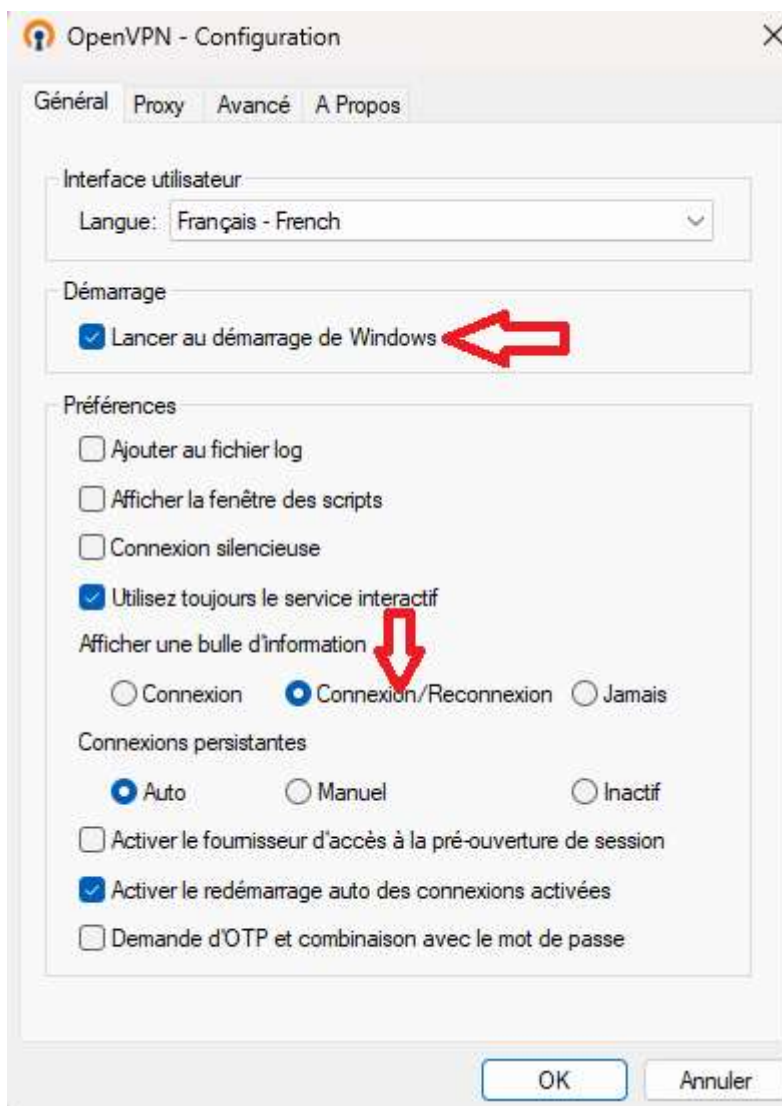 OpenVPN - Configuration
Général Proxy Avancé A Propos
Interface utilisateur
Langue: Français - French
Démarrage
Lancer au démarrage de Windows
Préférences
Ajouter au fichier log
Afficher la fenêtre des scripts
Connexion silencieuse
Utilisez toujours le service interactif
Afficher une bulle d'information
Connexion Connexion/Reconnexion Jamais
Connexions persistantes
Auto Manuel Inactif
Activer le fournisseur d'accès à la pré-ouverture de session
Activer le redémarrage auto des connexions activées
Demande d'OTP et combinaison avec le mot de passe
OK Annuler